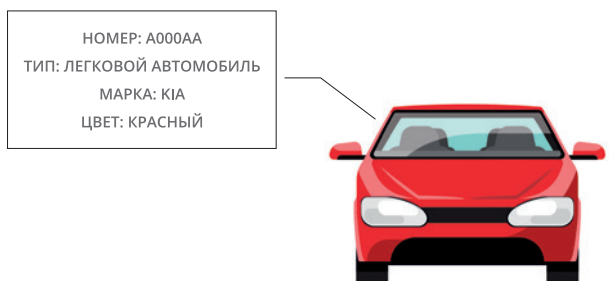 НОМЕР: А000АА
ТИП: ЛЕГКОВОЙ АВТОМОБИЛЬ
МАРКА: KIA
ЦВЕТ: КРАСНЫЙ